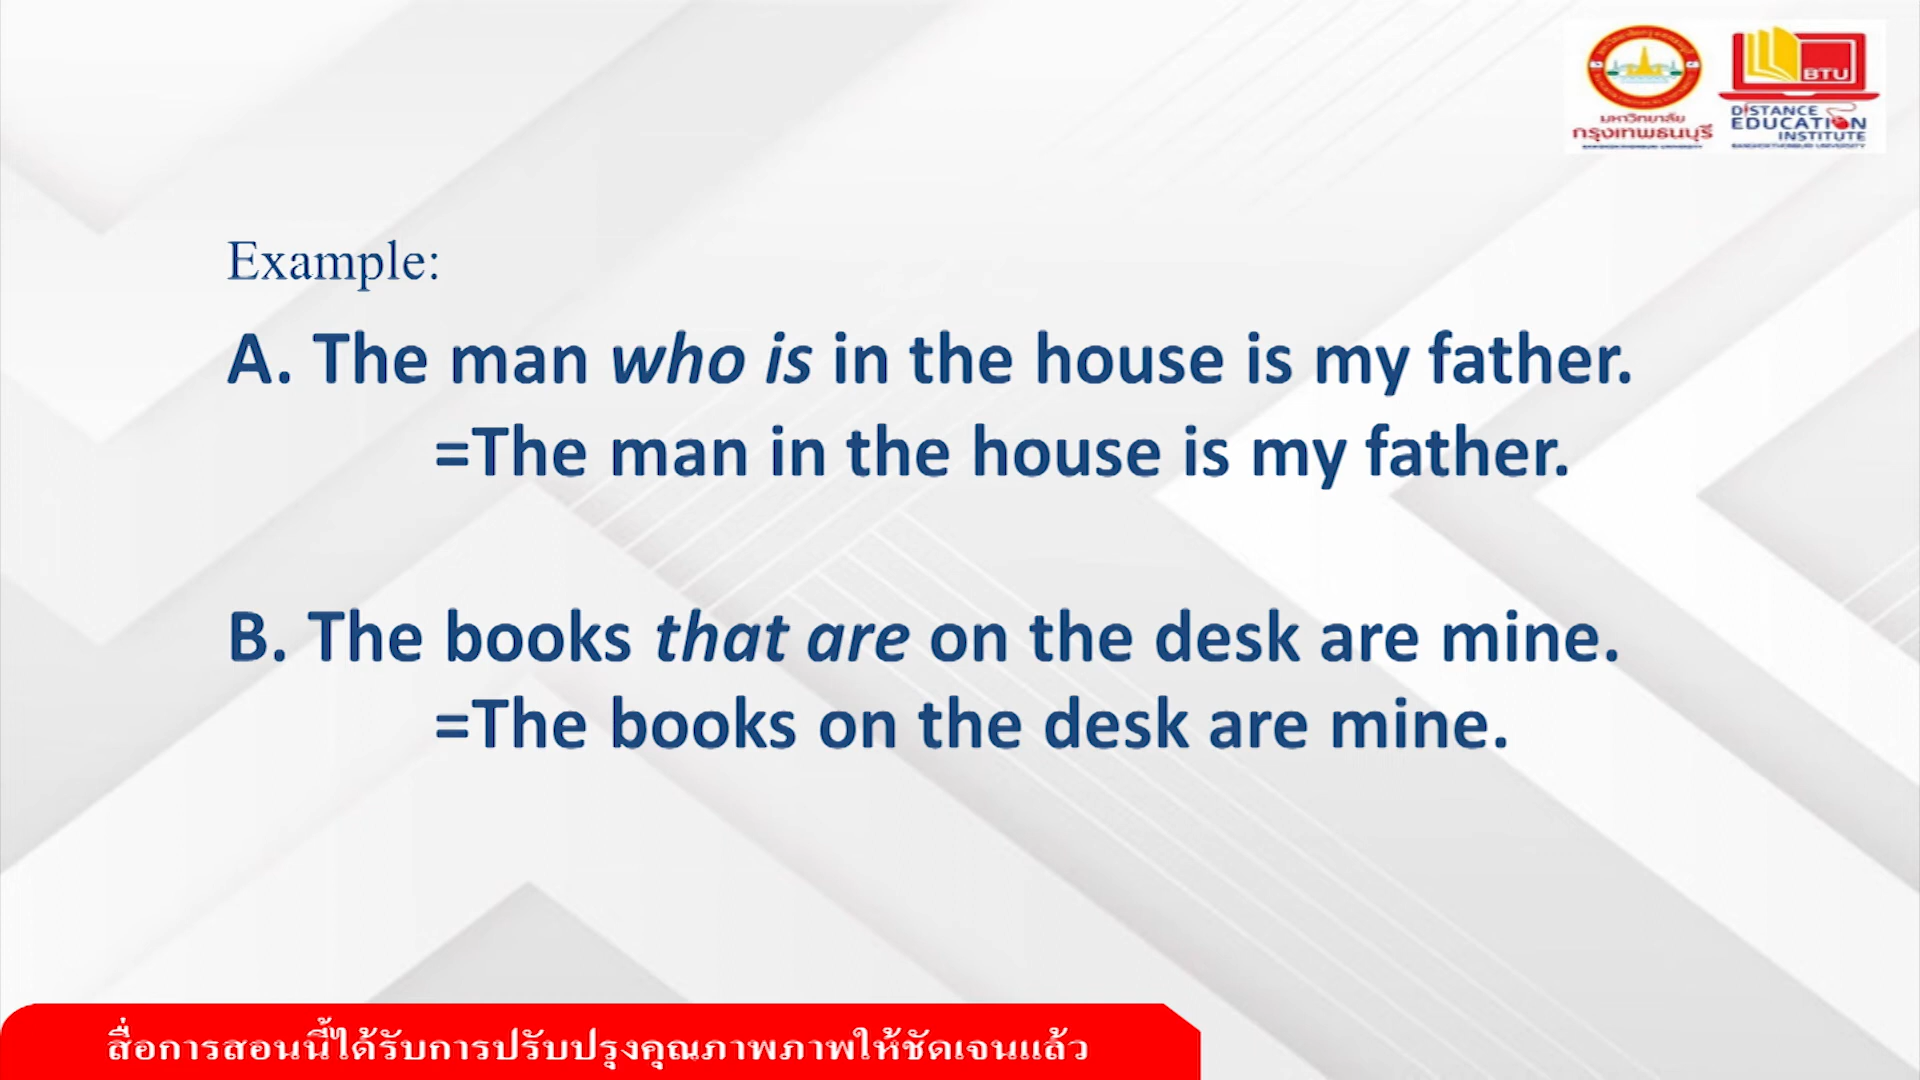 มหาวิทยาลัย
กรุงเทพธนบุรี
BANGKOKTHONBURI UNIVERSITY
BTU
DISTANCE
EDUCATION
INSTITUTE
BANGKOKTHONBURI UNIVERSITY
Example:
A. The man who is in the house is my father.
=The man in the house is my father.
B. The books that are on the desk are mine.
=The books on the desk are mine.
สื่อการสอนนี้ได้รับการปรับปรุงคุณภาพภาพให้ชัดเจนแล้ว